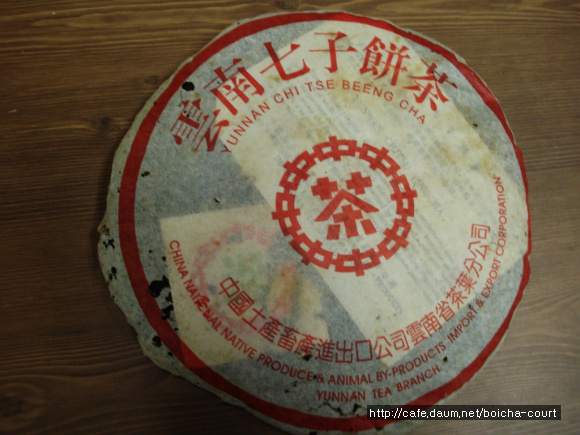 雲南七子餅茶
YUNNAN CHI TSE BEENG CHA
茶
中國土產畜產進出口公司雲南省茶葉分公司
CHINA NATIONAL NATIVE PRODUCE & ANIMAL BY-PRODUCTS IMPORT & EXPORT CORPORATION
YUNNAN TEA BRANCH
http://cafe.daum.net/boicha-court